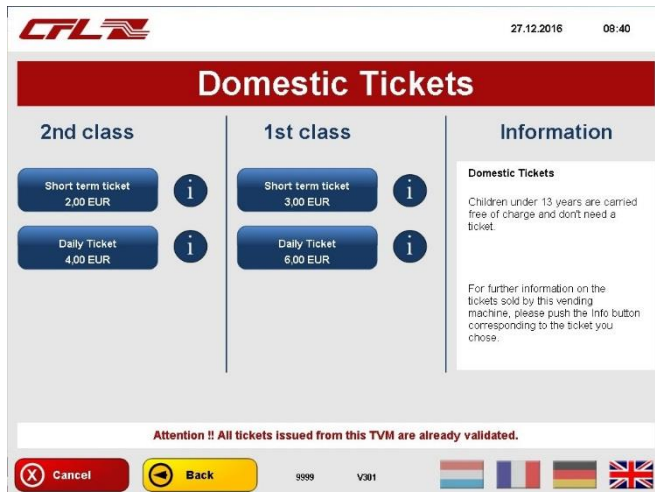 CFL
27.12.2016 08:40
Domestic Tickets
2nd class
Short term ticket
2,00 EUR
i
Daily Ticket
4,00 EUR
i
1st class
Short term ticket
3,00 EUR
i
Daily Ticket
6,00 EUR
i
Information
Domestic Tickets
Children under 13 years are carried
free of charge and don't need a
ticket.
For further information on the
tickets sold by this vending
machine, please push the Info button
corresponding to the ticket you
chose.
Attention !! All tickets issued from this TVM are already validated.
X Cancel
Back
9999 V301